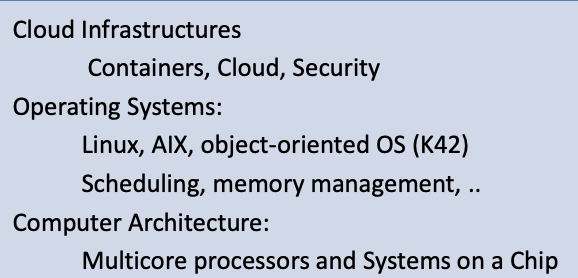 Cloud Infrastructures
Containers, Cloud, Security
Operating Systems:
Linux, AIX, object-oriented OS (K42)
Scheduling, memory management, ..
Computer Architecture:
Multicore processors and Systems on a Chip